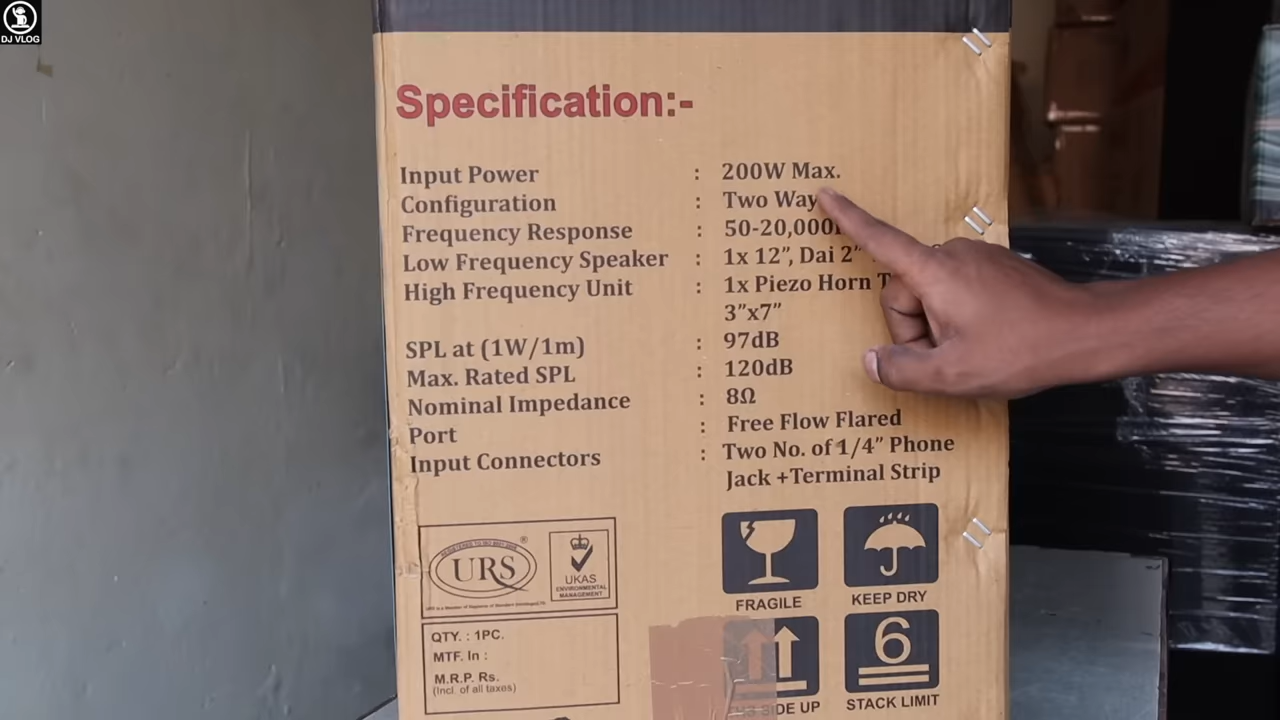 DJ VLOG
Specification:-
Input Power : 200W Max.
Configuration : Two Way
Frequency Response : 50-20,000
Low Frequency Speaker : 1x 12”, Dai 2”
High Frequency Unit : 1x Piezo Horn
3”x7”
SPL at (1W/1m) : 97dB
Max. Rated SPL : 120dB
Nominal Impedance : 8Ω
Port : Free Flow Flared
Input Connectors : Two No. of 1/4” Phone
Jack +Terminal Strip
URS
®
UKAS
ENVIRONMENTAL
MANAGEMENT
FRAGILE
KEEP DRY
QTY. : 1PC.
MTF. In :
M.R.P. Rs.
(Incl. of all taxes)
6
SIDE UP
STACK LIMIT